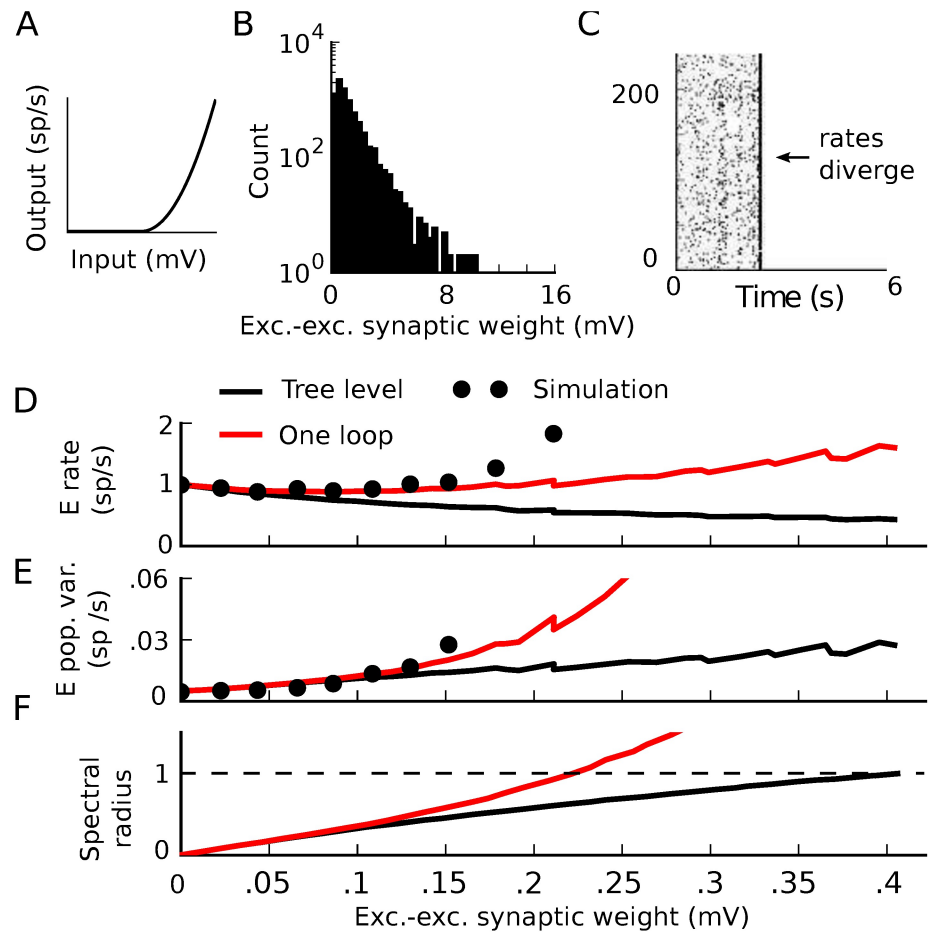 A
Output (sp/s)
Input (mV)
B
10^4
10^2
10^0
Count
0 8 16
Exc.-exc. synaptic weight (mV)
C
200
0
0 6
Time (s)
rates
diverge
Tree level
Simulation
One loop
D
E rate
(sp/s)
2
1
0
E
E pop. var.
(sp /s)
.06
.03
0
F
Spectral
radius
1
0
0 .05 .1 .15 .2 .25 .3 .35 .4
Exc.-exc. synaptic weight (mV)